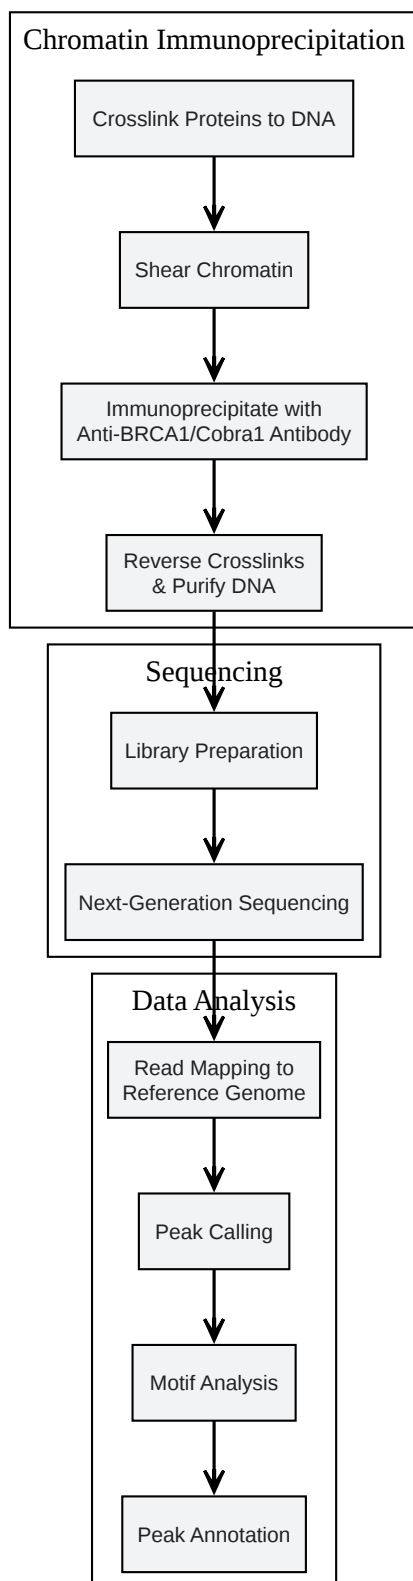 Chromatin Immunoprecipitation
Crosslink Proteins to DNA
Shear Chromatin
Immunoprecipitate with
Anti-BRCA1/Cobra1 Antibody
Reverse Crosslinks
& Purify DNA
Sequencing
Library Preparation
Next-Generation Sequencing
Data Analysis
Read Mapping to
Reference Genome
Peak Calling
Motif Analysis
Peak Annotation